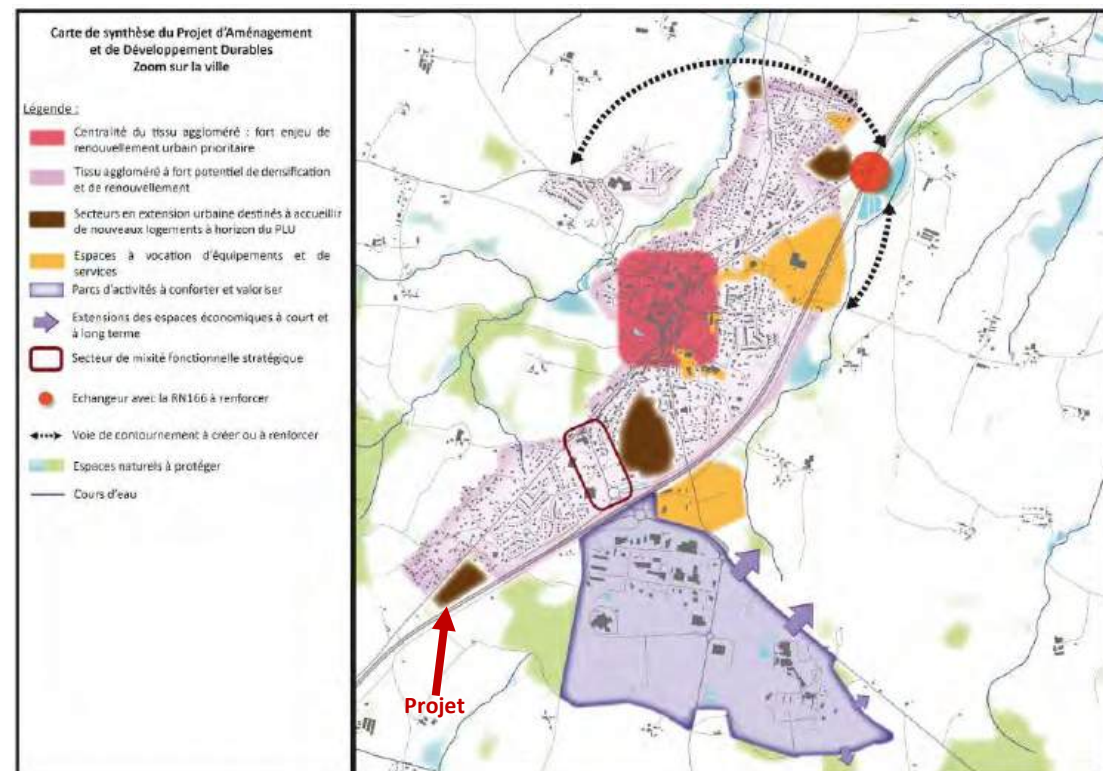 Carte de synthèse du Projet d'Aménagement
et de Développement Durables
Zoom sur la ville
Légende :
Centralité du tissu aggloméré : fort enjeu de
renouvellement urbain prioritaire
Tissu aggloméré à fort potentiel de densification
et de renouvellement
Secteurs en extension urbaine destinés à accueillir
de nouveaux logements à horizon du PLU
Espaces à vocation d'équipements et de
services
Parcs d'activités à conforter et valoriser
Extensions des espaces économiques à court et
à long terme
Secteur de mixité fonctionnelle stratégique
Echangeur avec la RN166 à renforcer
Voie de contournement à créer ou à renforcer
Espaces naturels à protéger
Cours d'eau
Projet